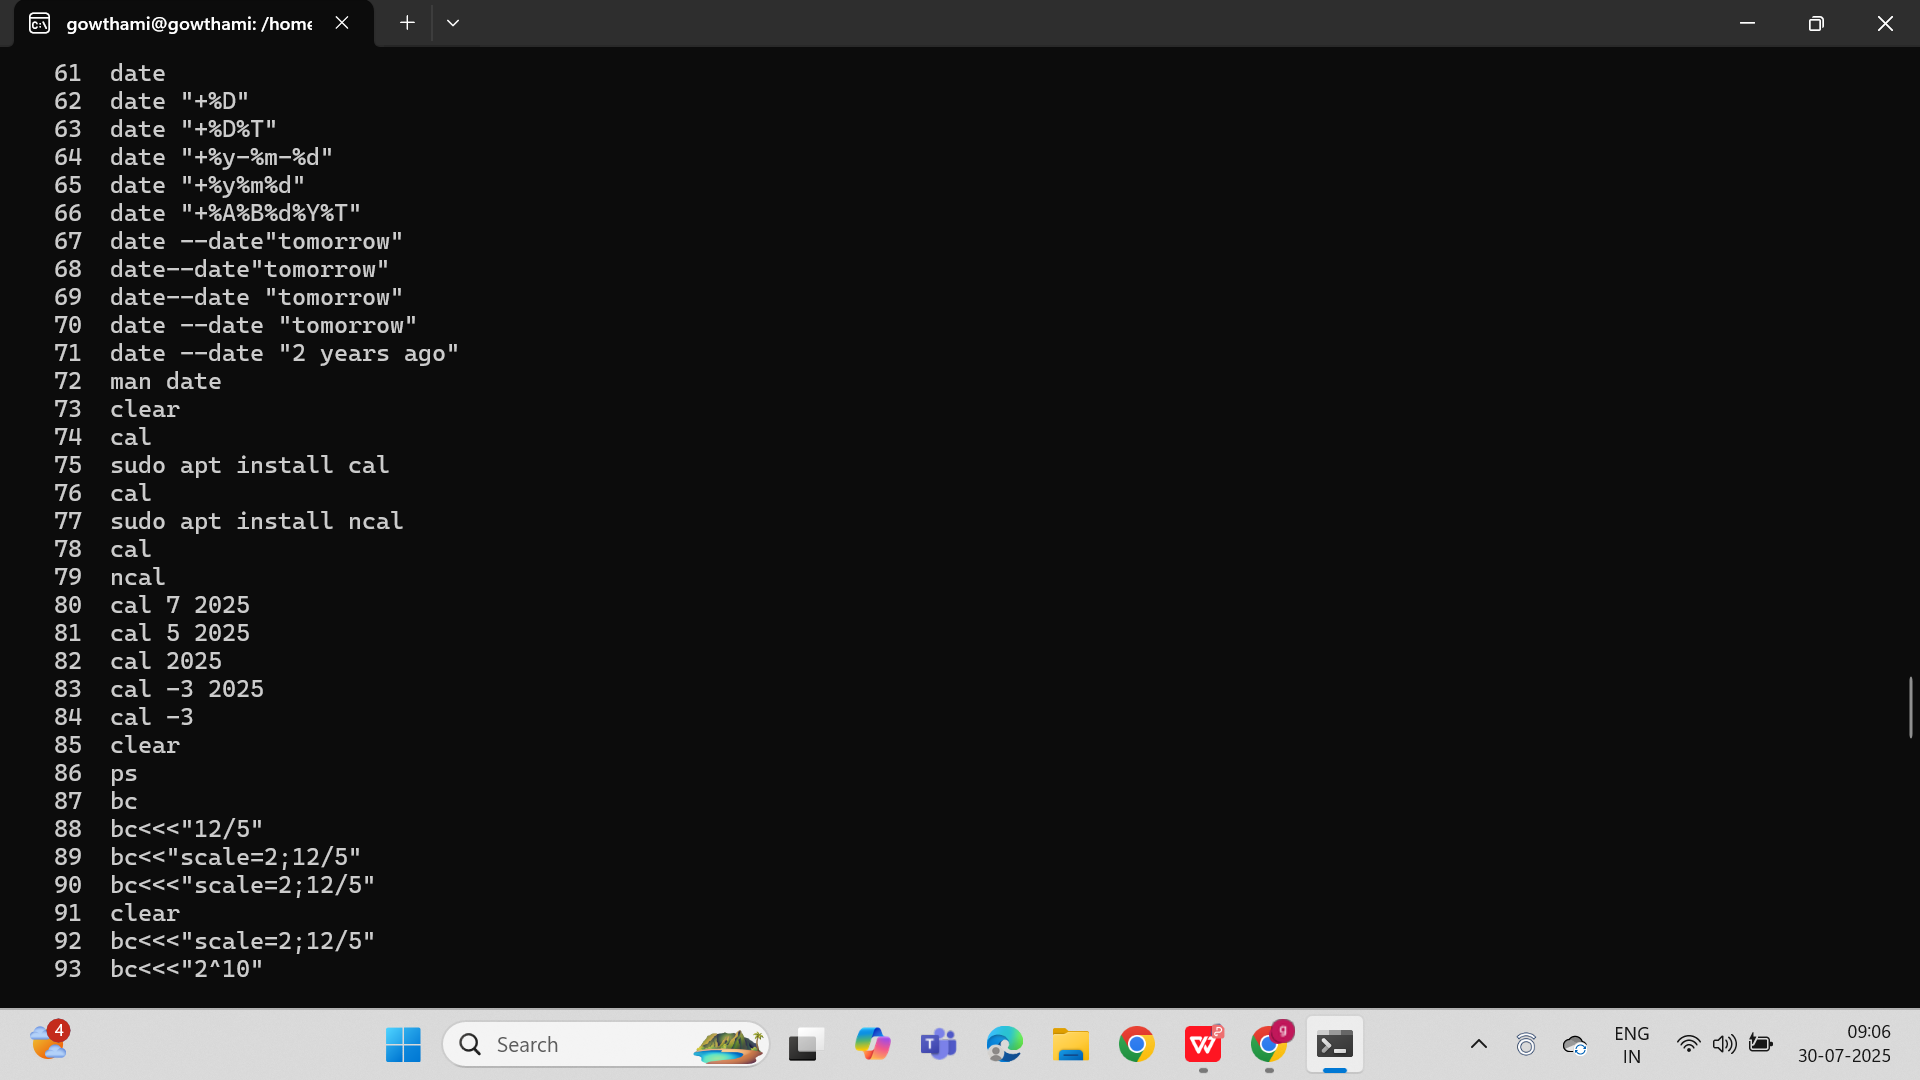 gowthami@gowthami: /home
61 date
62 date "+%D"
63 date "+%D%T"
64 date "+%y-%m-%d"
65 date "+%y%m%d"
66 date "+%A%B%d%Y%T"
67 date --date"tomorrow"
68 date--date"tomorrow"
69 date--date "tomorrow"
70 date --date "tomorrow"
71 date --date "2 years ago"
72 man date
73 clear
74 cal
75 sudo apt install cal
76 cal
77 sudo apt install ncal
78 cal
79 ncal
80 cal 7 2025
81 cal 5 2025
82 cal 2025
83 cal -3 2025
84 cal -3
85 clear
86 ps
87 bc
88 bc<<<"12/5"
89 bc<<"scale=2;12/5"
90 bc<<<"scale=2;12/5"
91 clear
92 bc<<<"scale=2;12/5"
93 bc<<<"2^10"
4
Search
g
ENG
IN
09:06
30-07-2025